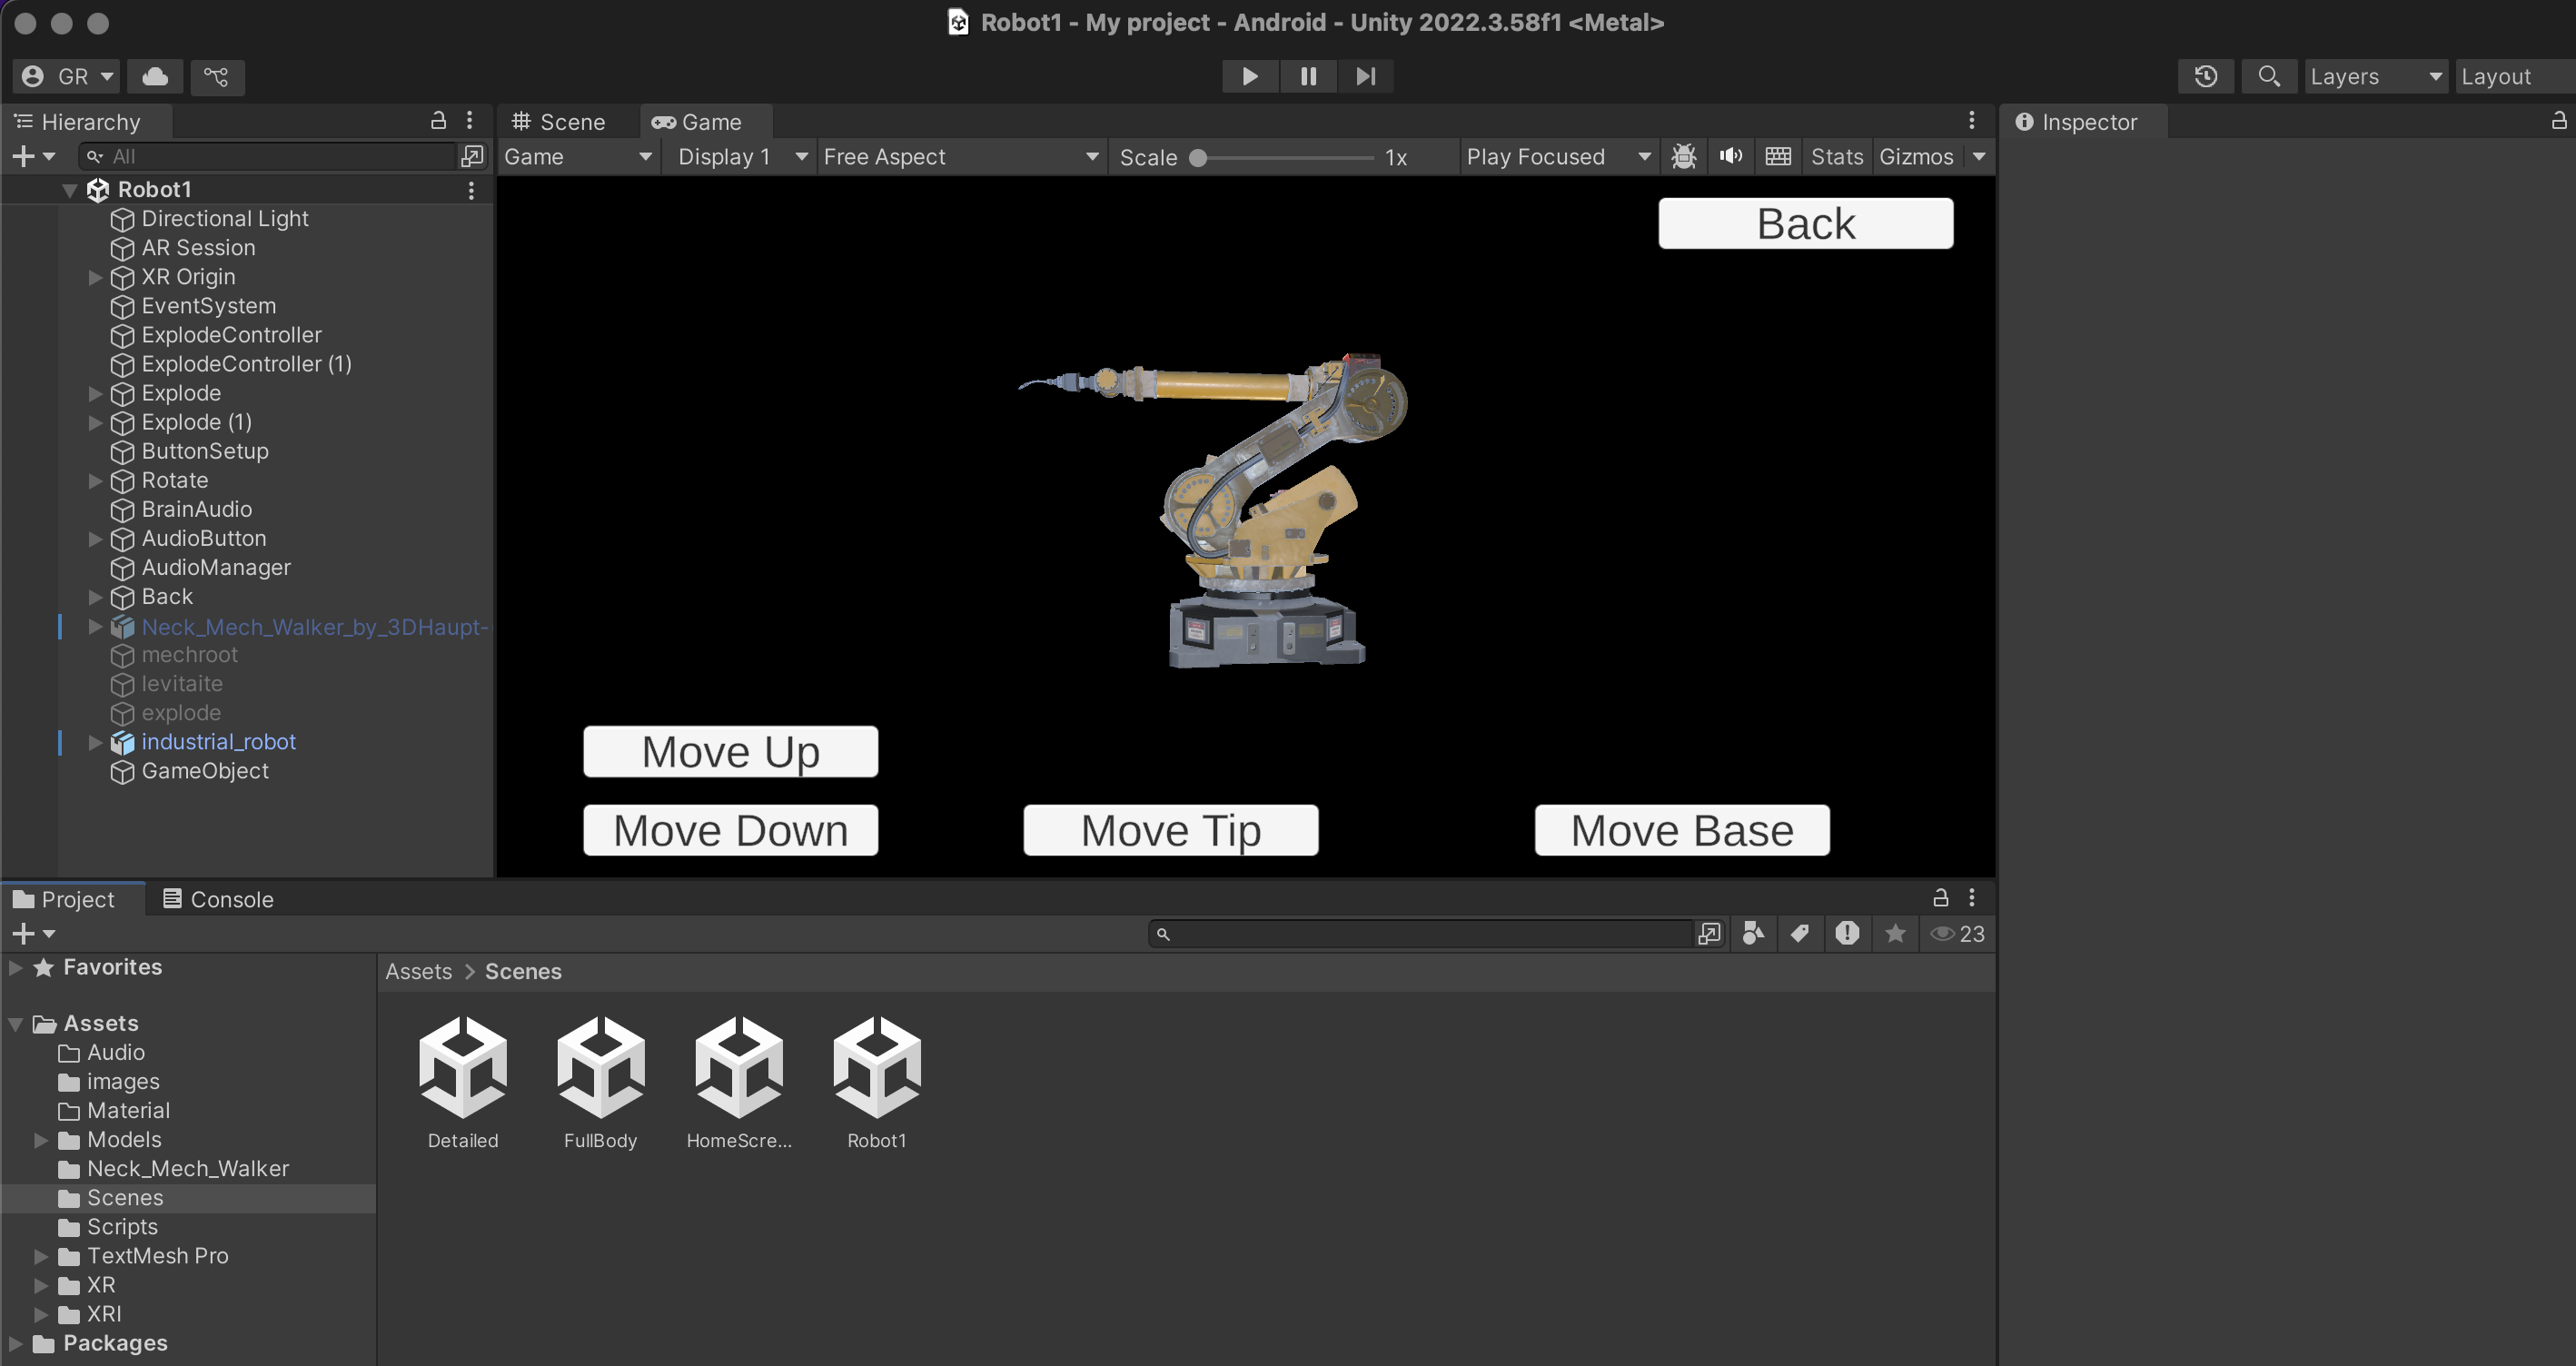 Robot1 - My project - Android - Unity 2022.3.58f1 <Metal>
GR
Layers
Layout
Hierarchy
All
Robot1
Directional Light
AR Session
XR Origin
EventSystem
ExplodeController
ExplodeController (1)
Explode
Explode (1)
ButtonSetup
Rotate
BrainAudio
AudioButton
AudioManager
Back
Neck_Mech_Walker_by_3DHaupt-
mechroot
levitaite
explode
industrial_robot
GameObject
Scene
Game
Game
Display 1
Free Aspect
Scale
1x
Play Focused
Stats
Gizmos
Back
Move Up
Move Down
Move Tip
Move Base
Inspector
Project
Console
23
Favorites
Assets
Audio
images
Material
Models
Neck_Mech_Walker
Scenes
Scripts
TextMesh Pro
XR
XRI
Packages
Assets > Scenes
Detailed
FullBody
HomeScre...
Robot1